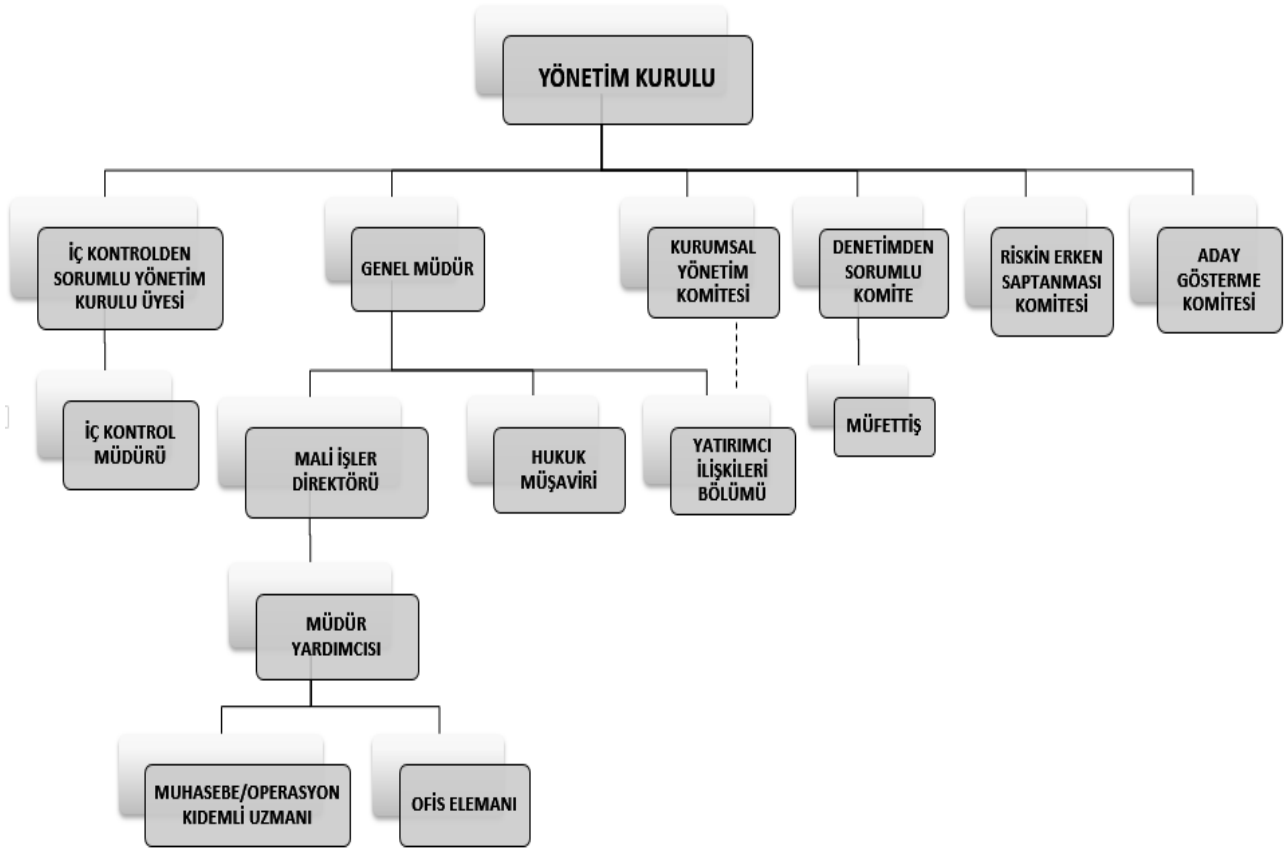 YÖNETİM KURULU
İÇ KONTROLDEN
SORUMLU YÖNETİM
KURULU ÜYESİ
GENEL MÜDÜR
KURUMSAL
YÖNETİM
KOMİTESİ
DENETİMDEN
SORUMLU
KOMİTE
RİSKİN ERKEN
SAPTANMASI
KOMİTESİ
ADAY
GÖSTERME
KOMİTESİ
İÇ KONTROL
MÜDÜRÜ
MALİ İŞLER
DİREKTÖRÜ
HUKUK
MÜŞAVİRİ
YATIRIMCI
İLİŞKİLERİ
BÖLÜMÜ
MÜFETTİŞ
MÜDÜR
YARDIMCISI
MUHASEBE/OPERASYON
KIDEMLİ UZMANI
OFİS ELEMANI